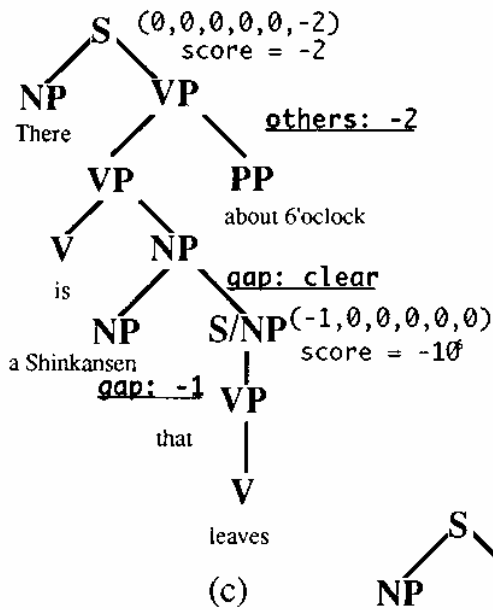 S (0,0,0,0,0,-2)
score = -2
NP VP
There
others: -2
VP PP
about 6'oclock
V NP
is
gap: clear
NP S/NP (-1,0,0,0,0,0)
a Shinkansen score = -10⁶
gap: -1 VP
that
V
leaves
S
(c)
NP